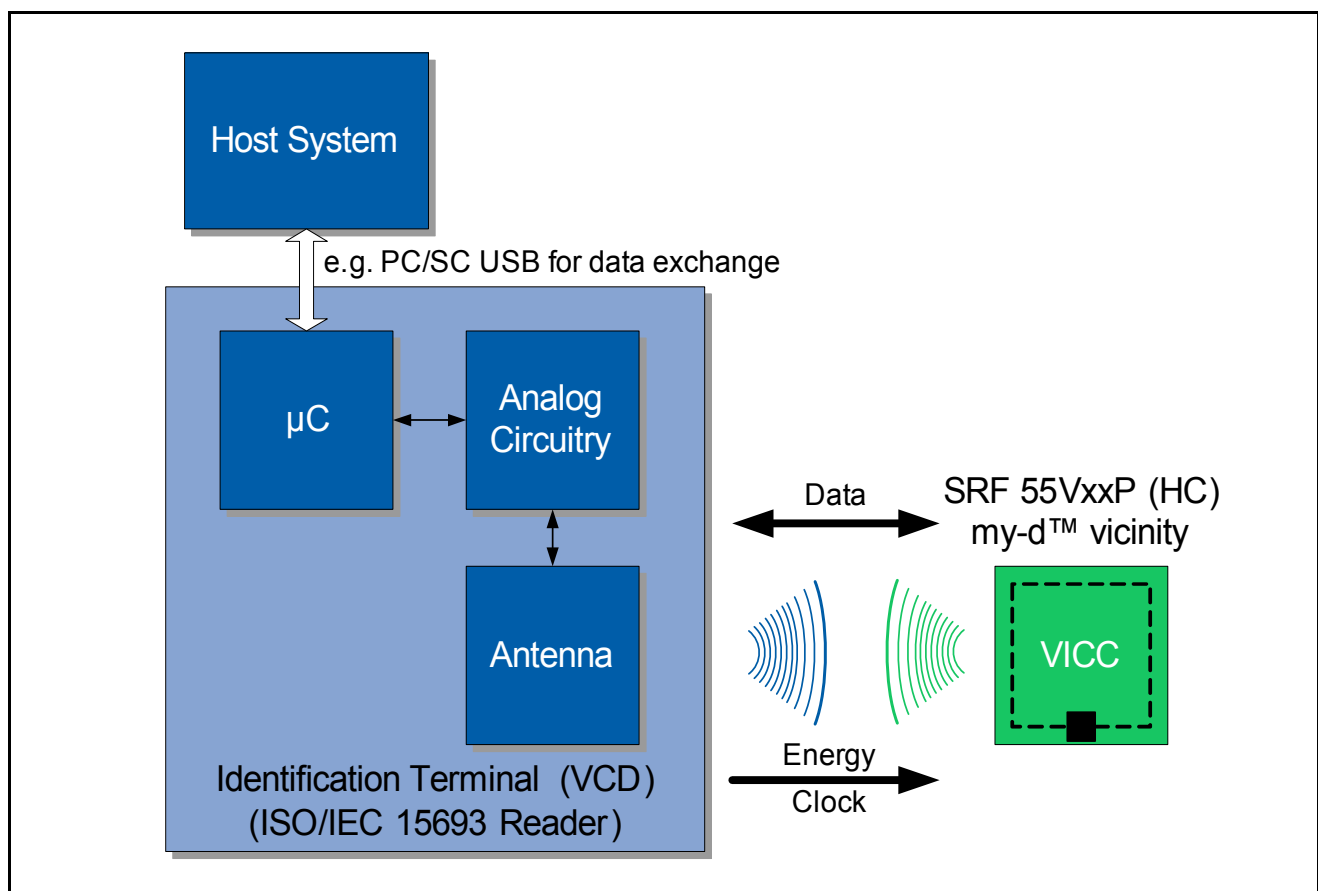 Host System
e.g. PC/SC USB for data exchange
µC
Analog
Circuitry
Antenna
Identification Terminal (VCD)
(ISO/IEC 15693 Reader)
Data
SRF 55VxxP (HC)
my-d™ vicinity
VICC
Energy
Clock